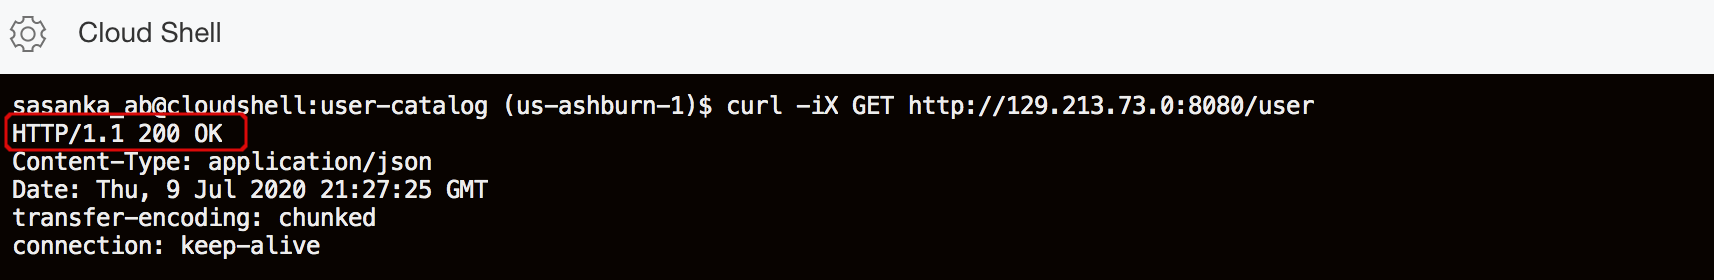 Cloud Shell
sasanka_ab@cloudshell:user-catalog (us-ashburn-1)$ curl -iX GET http://129.213.73.0:8080/user
HTTP/1.1 200 OK
Content-Type: application/json
Date: Thu, 9 Jul 2020 21:27:25 GMT
transfer-encoding: chunked
connection: keep-alive